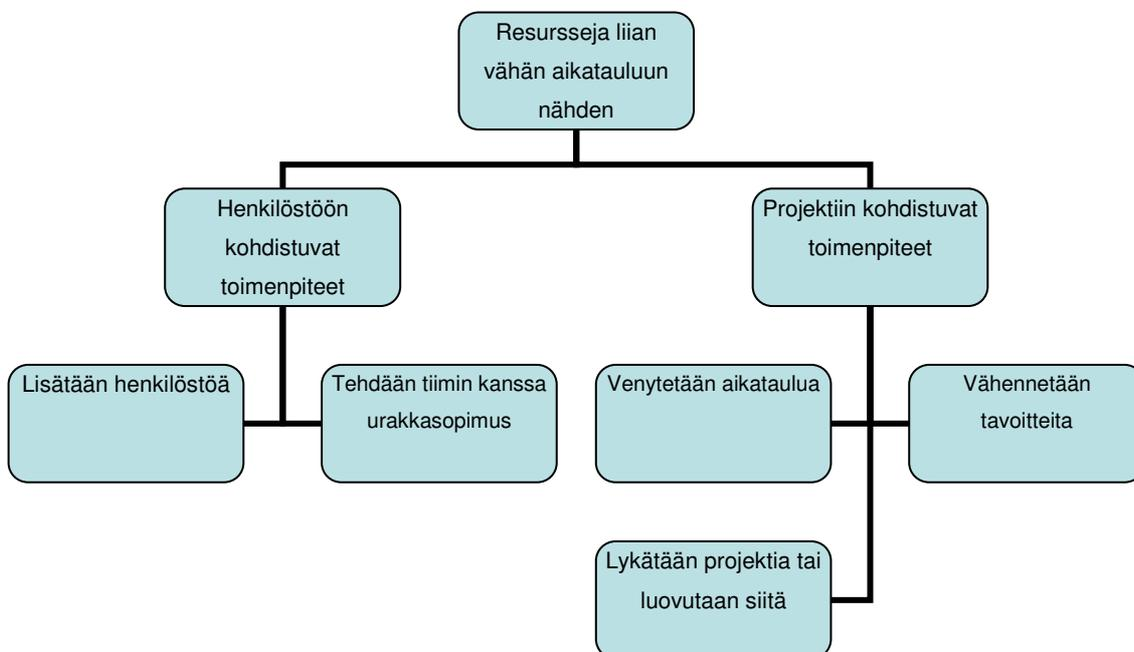 Resursseja liian
vähän aikatauluun
nähden
Henkilöstöön
kohdistuvat
toimenpiteet
Projektiin kohdistuvat
toimenpiteet
Lisätään henkilöstöä
Tehdään tiimin kanssa
urakkasopimus
Venytetään aikataulua
Vähennetään
tavoitteita
Lykätään projektia tai
luovutaan siitä